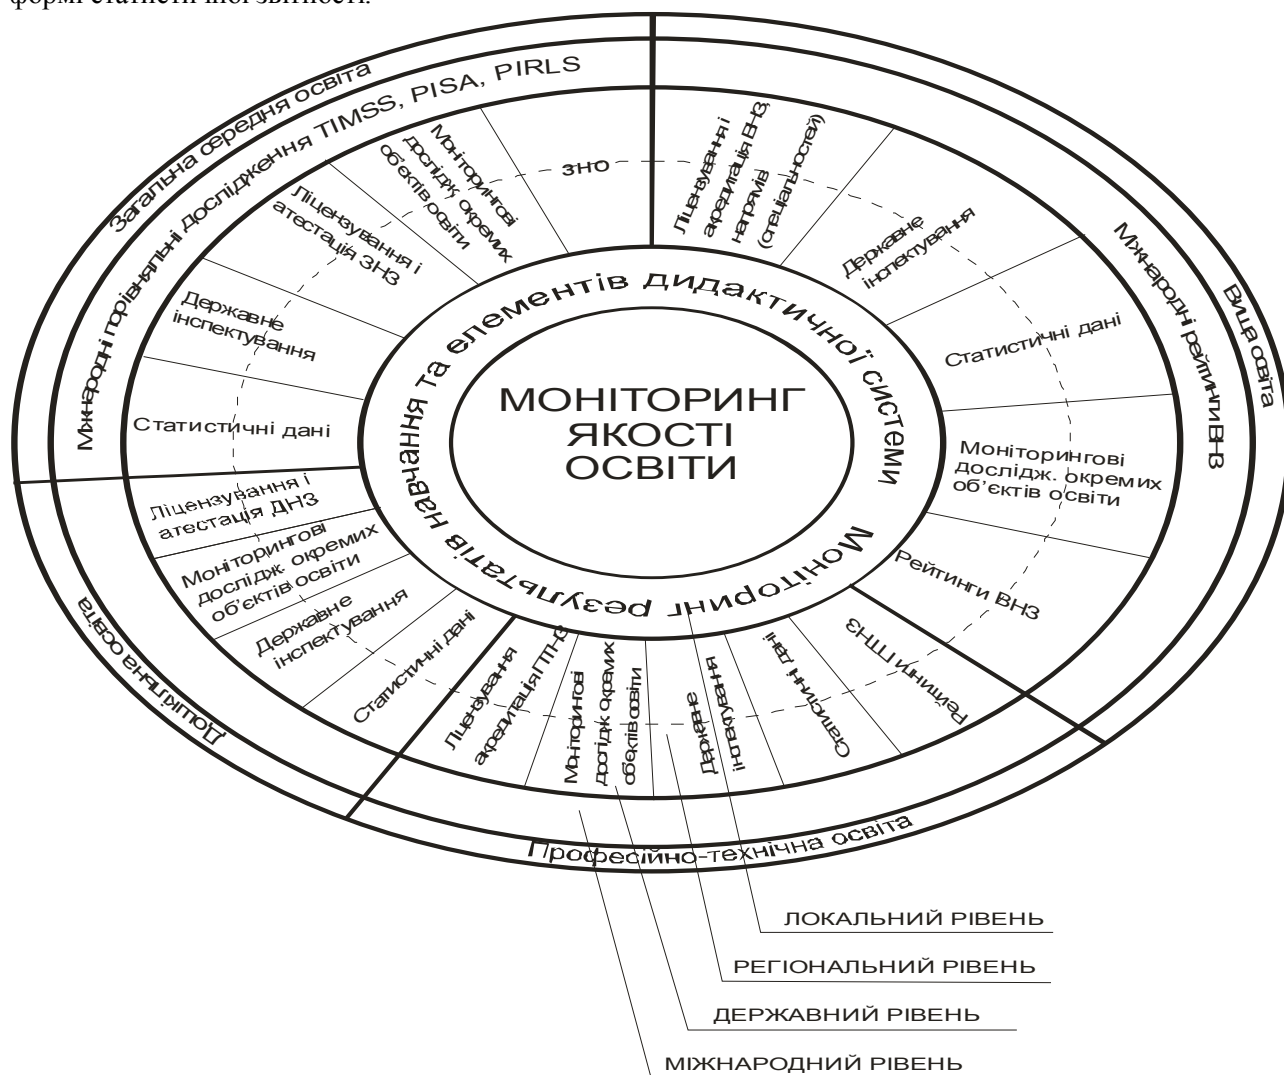 формі статистичної звітності.
Загальна середня освіта
Міжнародні порівняльні дослідження TIMSS, PISA, PIRLS
Моніторингові
дослідж. окремих
об'єктів освіти
ЗНО
Ліцензування і
атестація ЗНЗ
Державне
інспектування
Статистичні дані
Ліцензування і
акредитація ВНЗ,
напрямів
(спеціальностей)
Державне
інспектування
Статистичні дані
Моніторингові
дослідж. окремих
об'єктів освіти
Рейтинги ВНЗ
Міжнародні рейтинги ВНЗ
Вища освіта
Моніторинг результатів навчання та елементів дидактичної системи
МОНІТОРИНГ
ЯКОСТІ
ОСВІТИ
Ліцензування і
атестація ДНЗ
Моніторингові
дослідж. окремих
об'єктів освіти
Державне
інспектування
Статистичні дані
Дошкільна освіта
Ліцензування
акредитація ПТНЗ
Моніторингові
дослідж. окремих
об'єктів освіти
Державне
інспектування
Статистичні дані
Рейтинги ПТНЗ
Професійно-технічна освіта
ЛОКАЛЬНИЙ РІВЕНЬ
РЕГІОНАЛЬНИЙ РІВЕНЬ
ДЕРЖАВНИЙ РІВЕНЬ
МІЖНАРОДНИЙ РІВЕНЬ